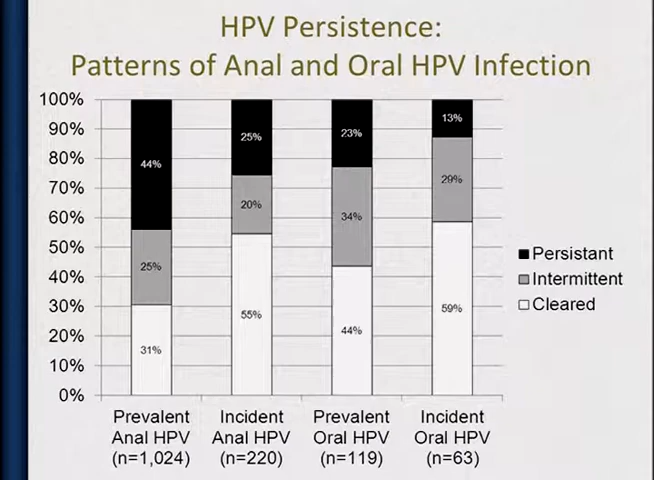 HPV Persistence:
Patterns of Anal and Oral HPV Infection
100%
90%
80%
70%
60%
50%
40%
30%
20%
10%
0%
44%
25%
31%
25%
20%
55%
23%
34%
44%
13%
29%
59%
Persistant
Intermittent
Cleared
Prevalent
Anal HPV
(n=1,024)
Incident
Anal HPV
(n=220)
Prevalent
Oral HPV
(n=119)
Incident
Oral HPV
(n=63)